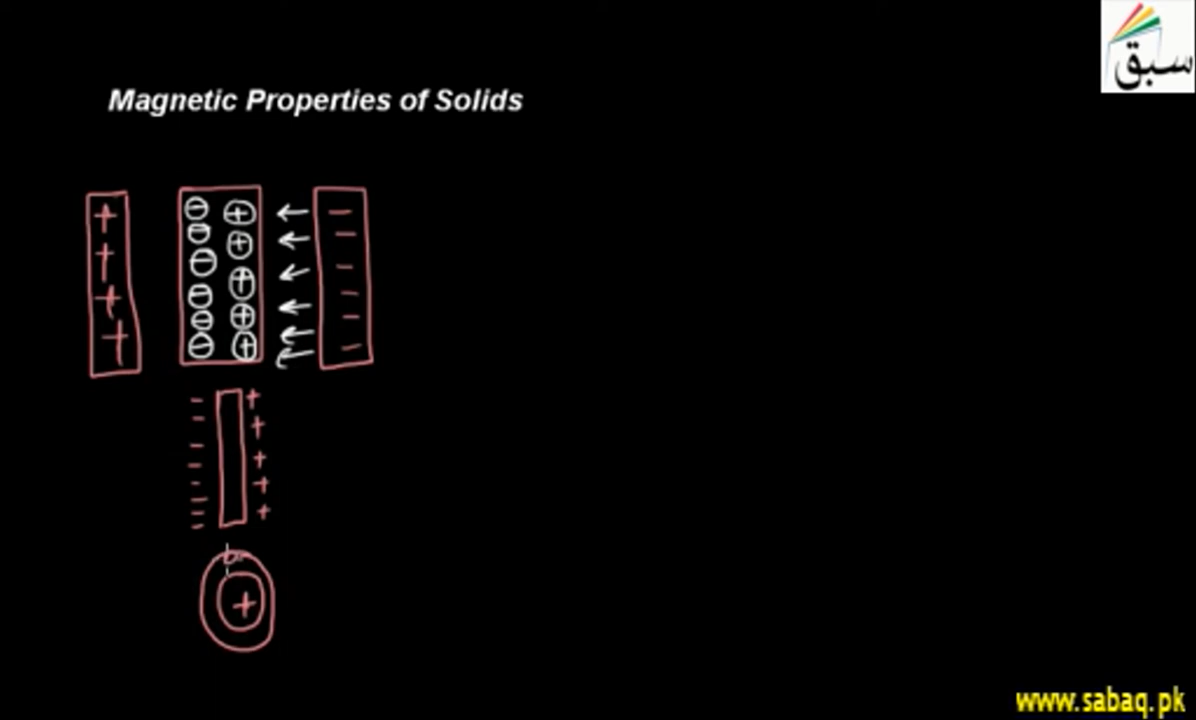 سبق
Magnetic Properties of Solids
+ ⊖ ⊕ ← −
⊖ ⊕ ← −
+ ⊖ ⊕ ← −
+ ⊖ ⊕ ← −
+ ⊖ ⊕ ← −
⊖ ⊕ ← −
− +
− +
− +
− +
− +
−
−
−
+
www.sabaq.pk